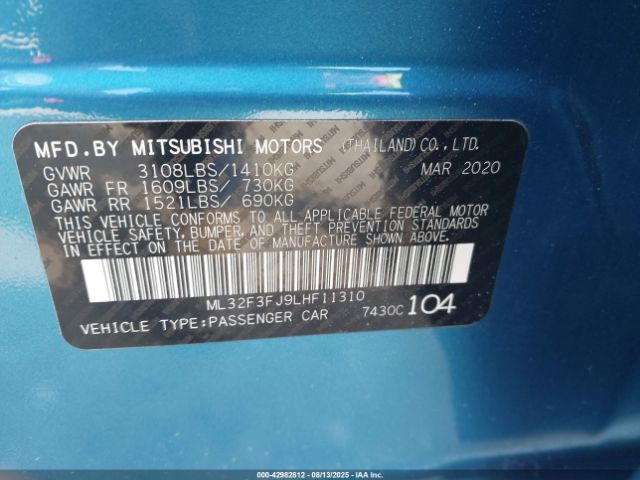 MFD.BY MITSUBISHI MOTORS (THAILAND)CO.,LTD.
GVWR 3108LBS/1410KG MAR 2020
GAWR FR 1609LBS/ 730KG
GAWR RR 1521LBS/ 690KG
THIS VEHICLE CONFORMS TO ALL APPLICABLE FEDERAL MOTOR
VEHICLE SAFETY, BUMPER, AND THEFT PREVENTION STANDARDS
IN EFFECT ON THE DATE OF MANUFACTURE SHOWN ABOVE.
ML32F3FJ9LHF11310
VEHICLE TYPE:PASSENGER CAR 7430C 104
000-42982812 - 08/13/2025 - IAAI.COM